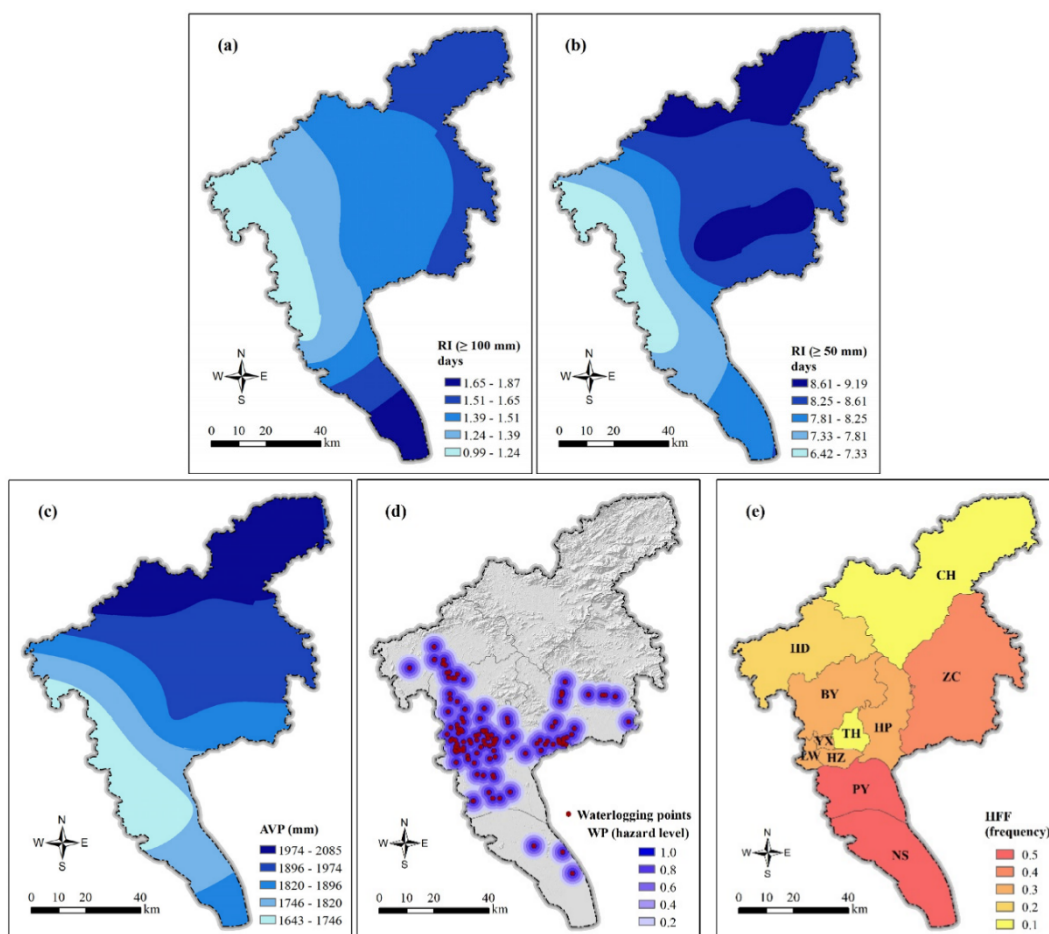 (a)
N
W E
S
0 10 20 40
km
RI (≥ 100 mm)
days
1.65 - 1.87
1.51 - 1.65
1.39 - 1.51
1.24 - 1.39
0.99 - 1.24
(b)
N
W E
S
0 10 20 40
km
RI (≥ 50 mm)
days
8.61 - 9.19
8.25 - 8.61
7.81 - 8.25
7.33 - 7.81
6.42 - 7.33
(c)
N
W E
S
0 10 20 40
km
AVP (mm)
1974 - 2085
1896 - 1974
1820 - 1896
1746 - 1820
1643 - 1746
(d)
N
W E
S
0 10 20 40
km
Waterlogging points
WP (hazard level)
1.0
0.8
0.6
0.4
0.2
(e)
CH
HD
ZC
BY
HP
TH
YX
LW
HZ
PY
NS
N
W E
S
0 10 20 40
km
HFF
(frequency)
0.5
0.4
0.3
0.2
0.1